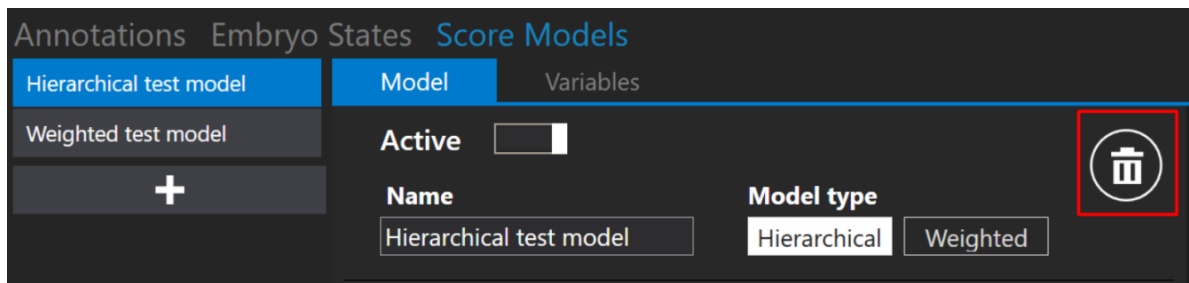 Annotations Embryo States Score Models
Hierarchical test model
Weighted test model
Model Variables
Active
Name
Hierarchical test model
Model type
Hierarchical Weighted